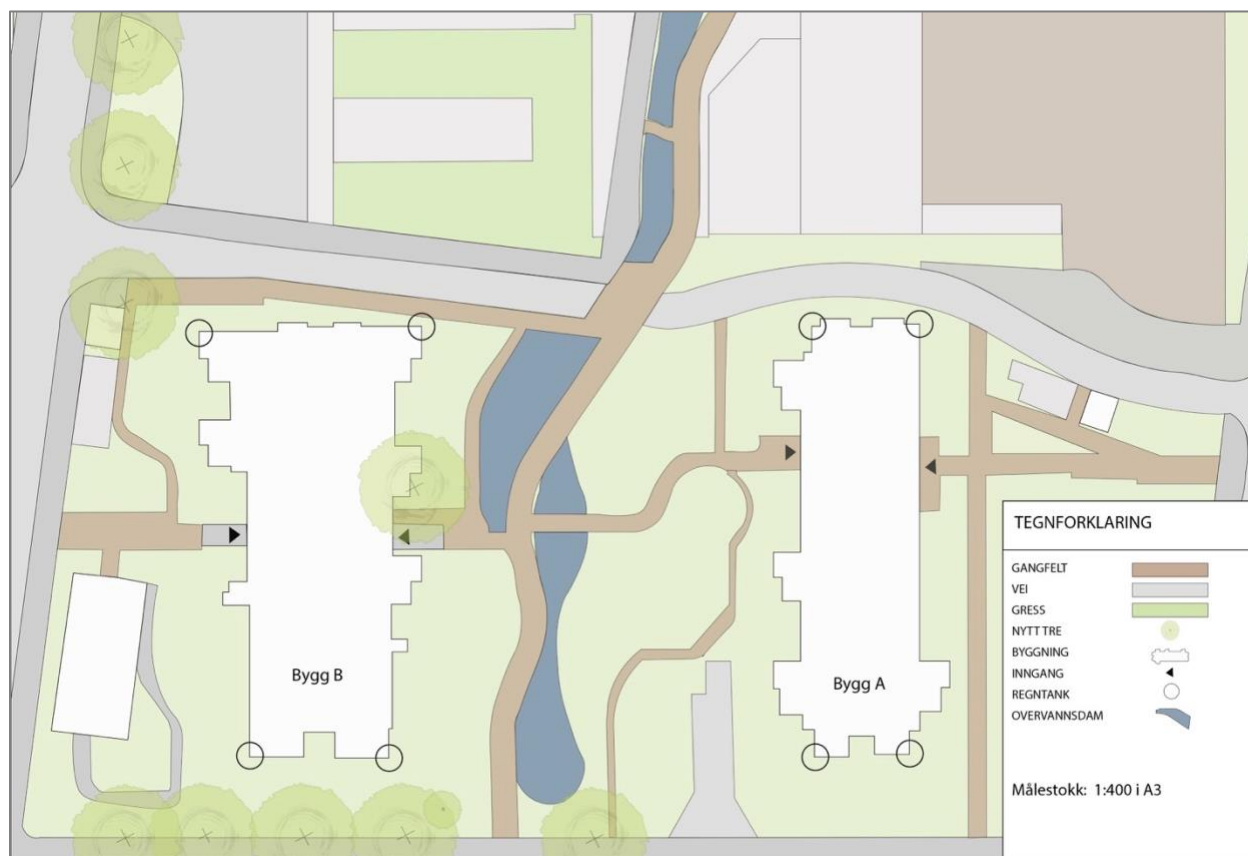 Bygg B
Bygg A
TEGNFORKLARING
GANGFELT
VEI
GRESS
NYTT TRE
BYGGNING
INNGANG
REGNTANK
OVERVANNSDAM
Målestokk: 1:400 i A3